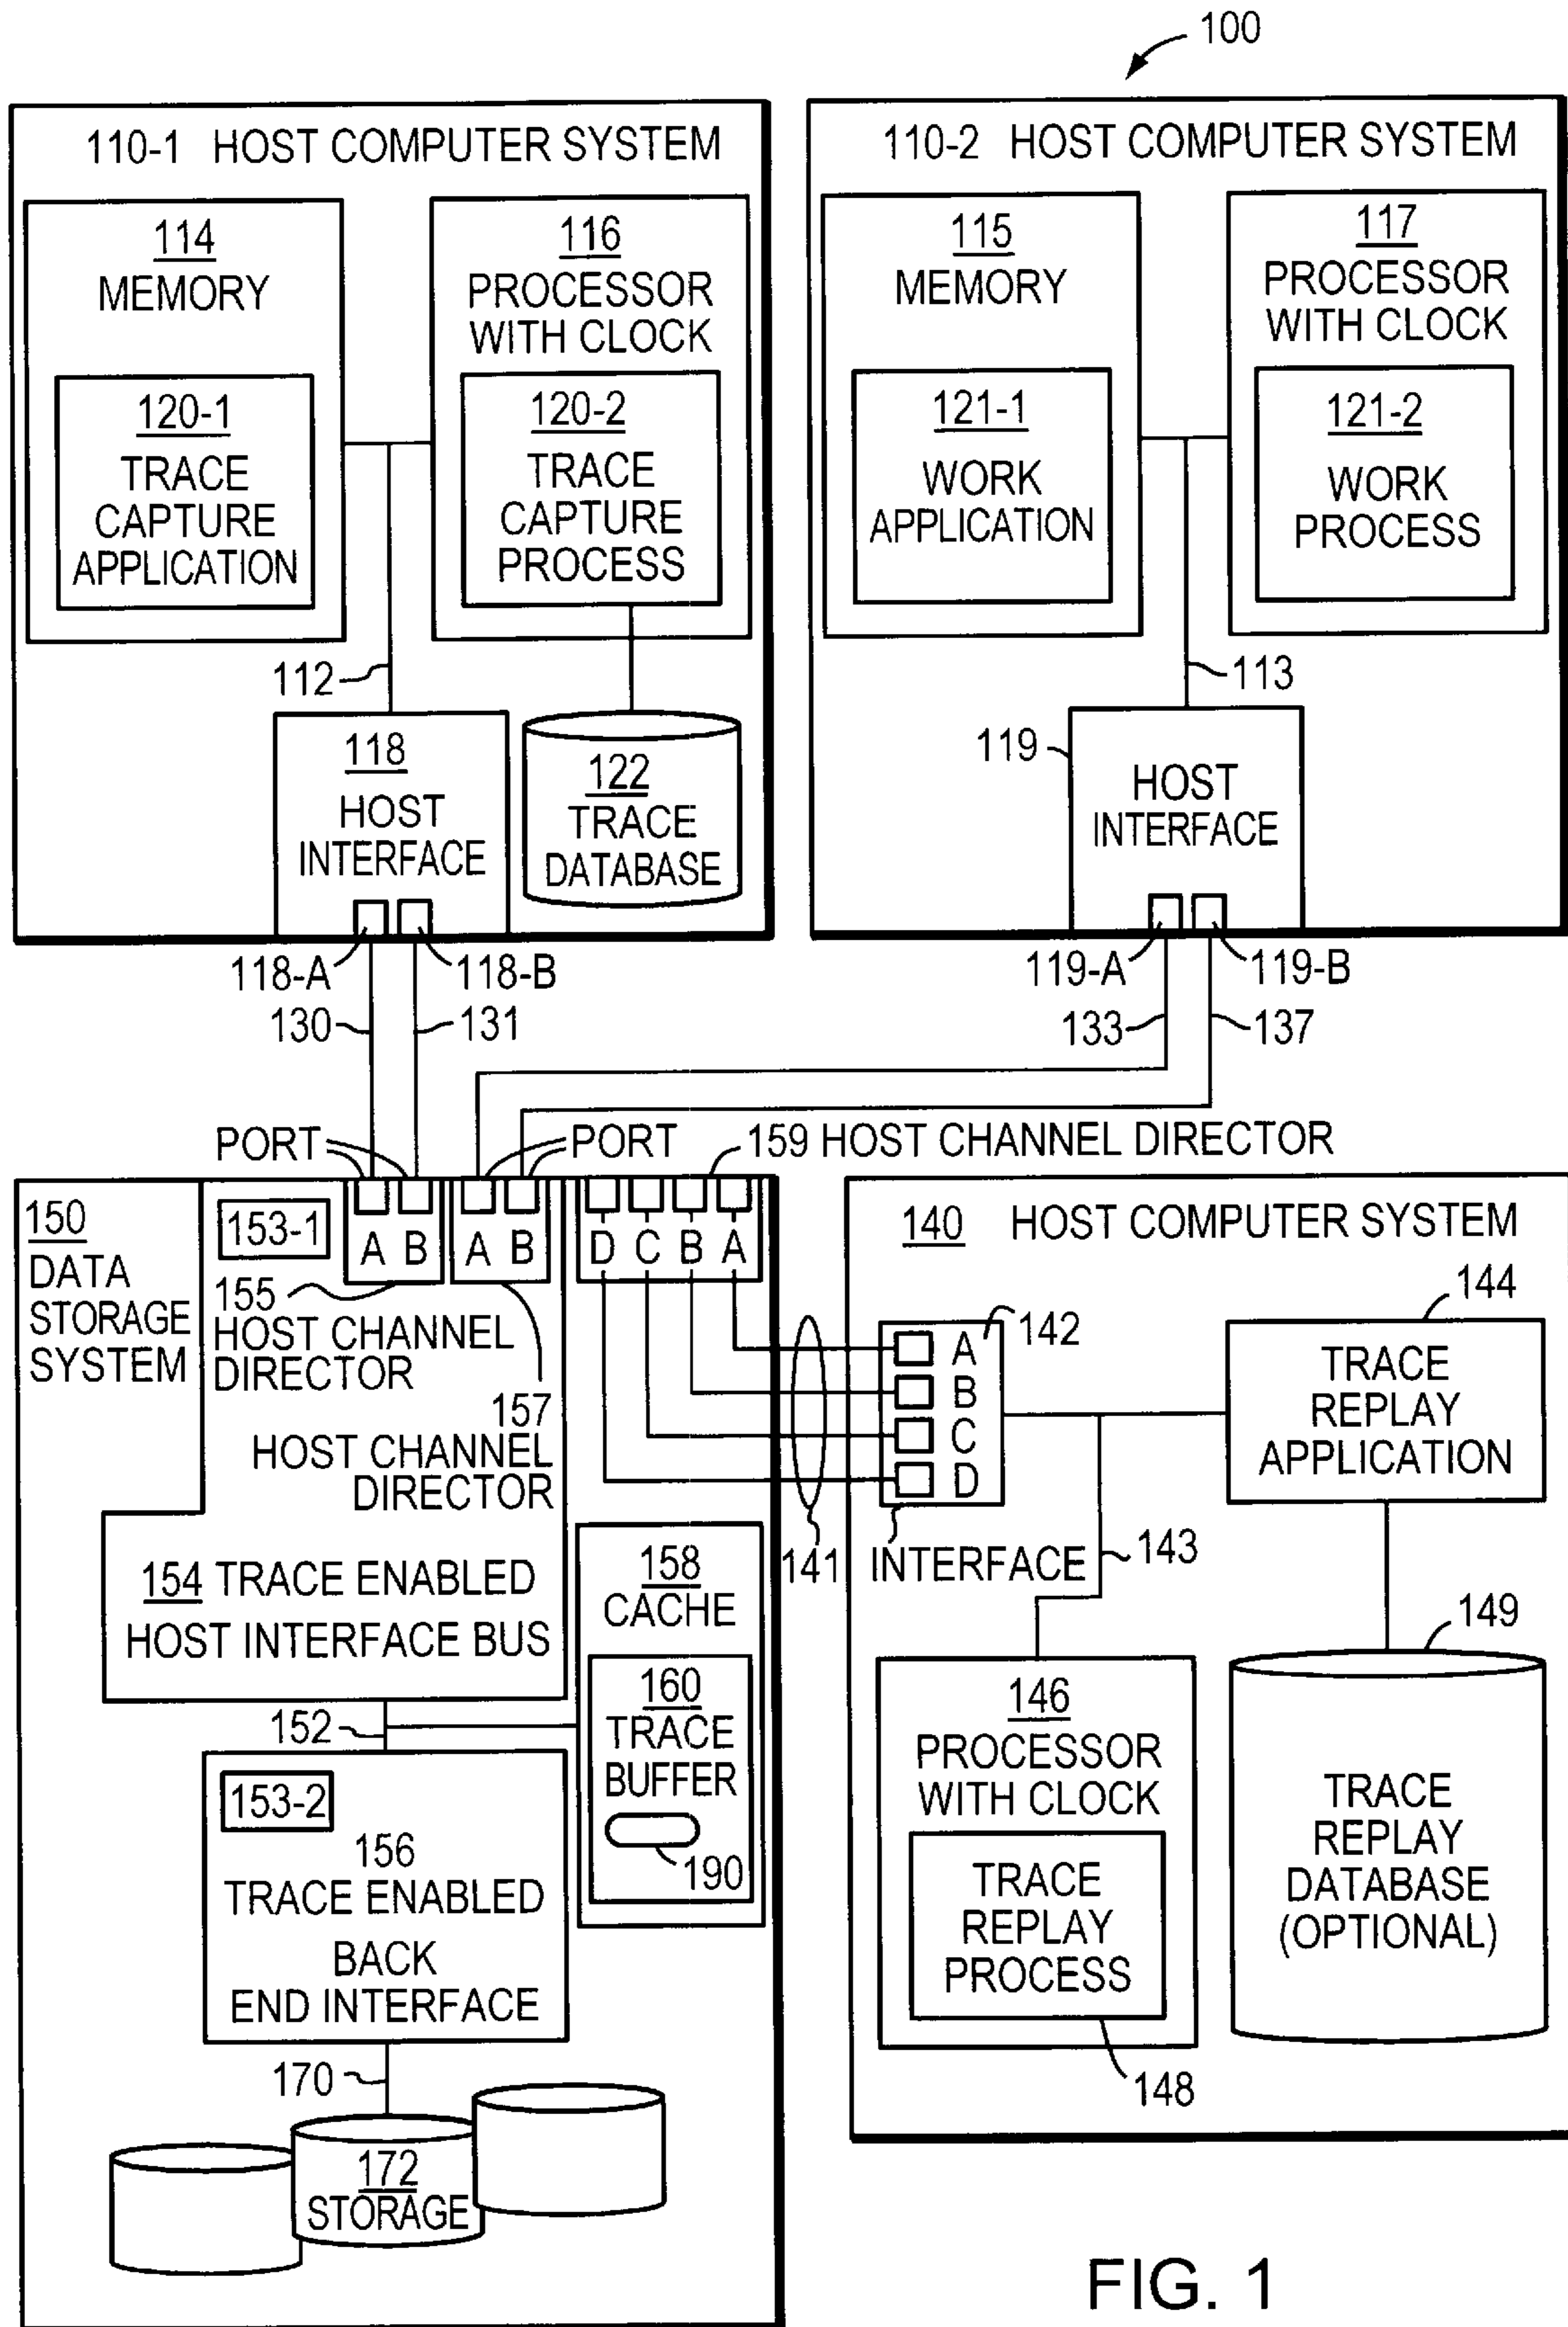 100
110-1 HOST COMPUTER SYSTEM
114
MEMORY
120-1
TRACE
CAPTURE
APPLICATION
116
PROCESSOR
WITH CLOCK
120-2
TRACE
CAPTURE
PROCESS
112
118
HOST
INTERFACE
122
TRACE
DATABASE
118-A
118-B
130
131
110-2 HOST COMPUTER SYSTEM
115
MEMORY
121-1
WORK
APPLICATION
117
PROCESSOR
WITH CLOCK
121-2
WORK
PROCESS
113
119
HOST
INTERFACE
119-A
119-B
133
137
PORT
PORT
159 HOST CHANNEL DIRECTOR
150
DATA
STORAGE
SYSTEM
153-1
A B
A B
D C B A
155
HOST CHANNEL
DIRECTOR
157
HOST CHANNEL
DIRECTOR
154 TRACE ENABLED
HOST INTERFACE BUS
158
CACHE
160
TRACE
BUFFER
190
152
153-2
156
TRACE ENABLED
BACK
END INTERFACE
170
172
STORAGE
141
140 HOST COMPUTER SYSTEM
142
A
B
C
D
INTERFACE
143
144
TRACE
REPLAY
APPLICATION
146
PROCESSOR
WITH CLOCK
TRACE
REPLAY
PROCESS
148
149
TRACE
REPLAY
DATABASE
(OPTIONAL)
FIG. 1